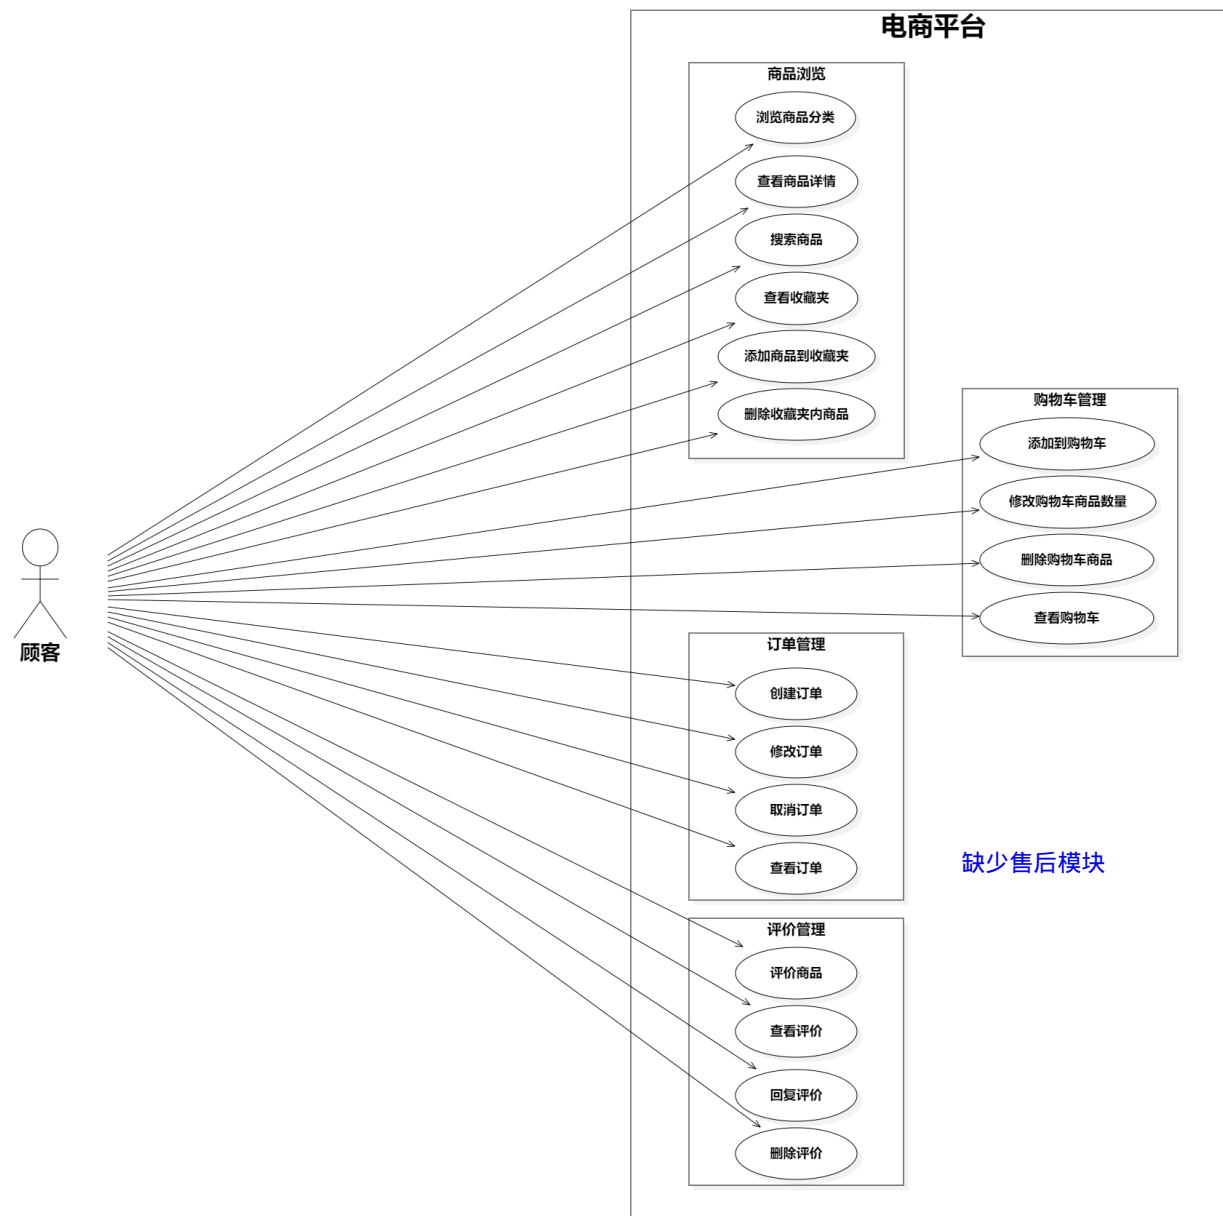 电商平台
商品浏览
浏览商品分类
查看商品详情
搜索商品
查看收藏夹
添加商品到收藏夹
删除收藏夹内商品
购物车管理
添加到购物车
修改购物车商品数量
删除购物车商品
查看购物车
顾客
订单管理
创建订单
修改订单
取消订单
查看订单
缺少售后模块
评价管理
评价商品
查看评价
回复评价
删除评价